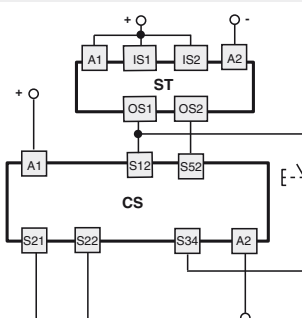 + -
A1 IS1 IS2 A2
ST
OS1 OS2
+
A1 S12 S52
CS
S21 S22 S34 A2